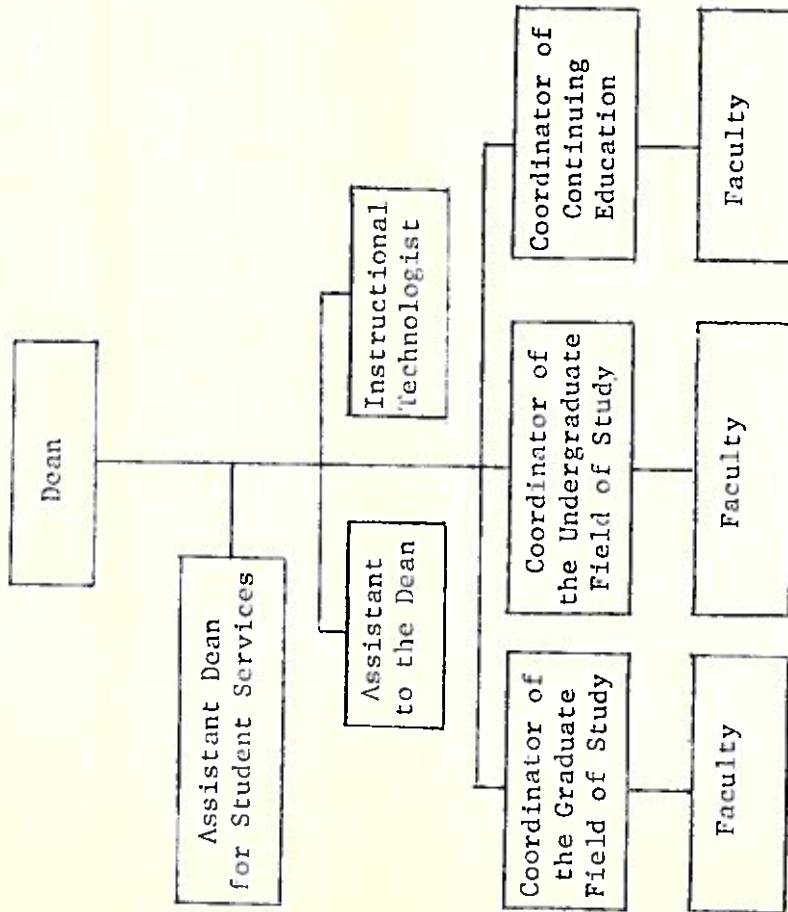 Dean
Assistant Dean
for Student Services
Assistant
to the Dean
Instructional
Technologist
Coordinator of
the Graduate
Field of Study
Coordinator of
the Undergraduate
Field of Study
Coordinator of
Continuing
Education
Faculty
Faculty
Faculty